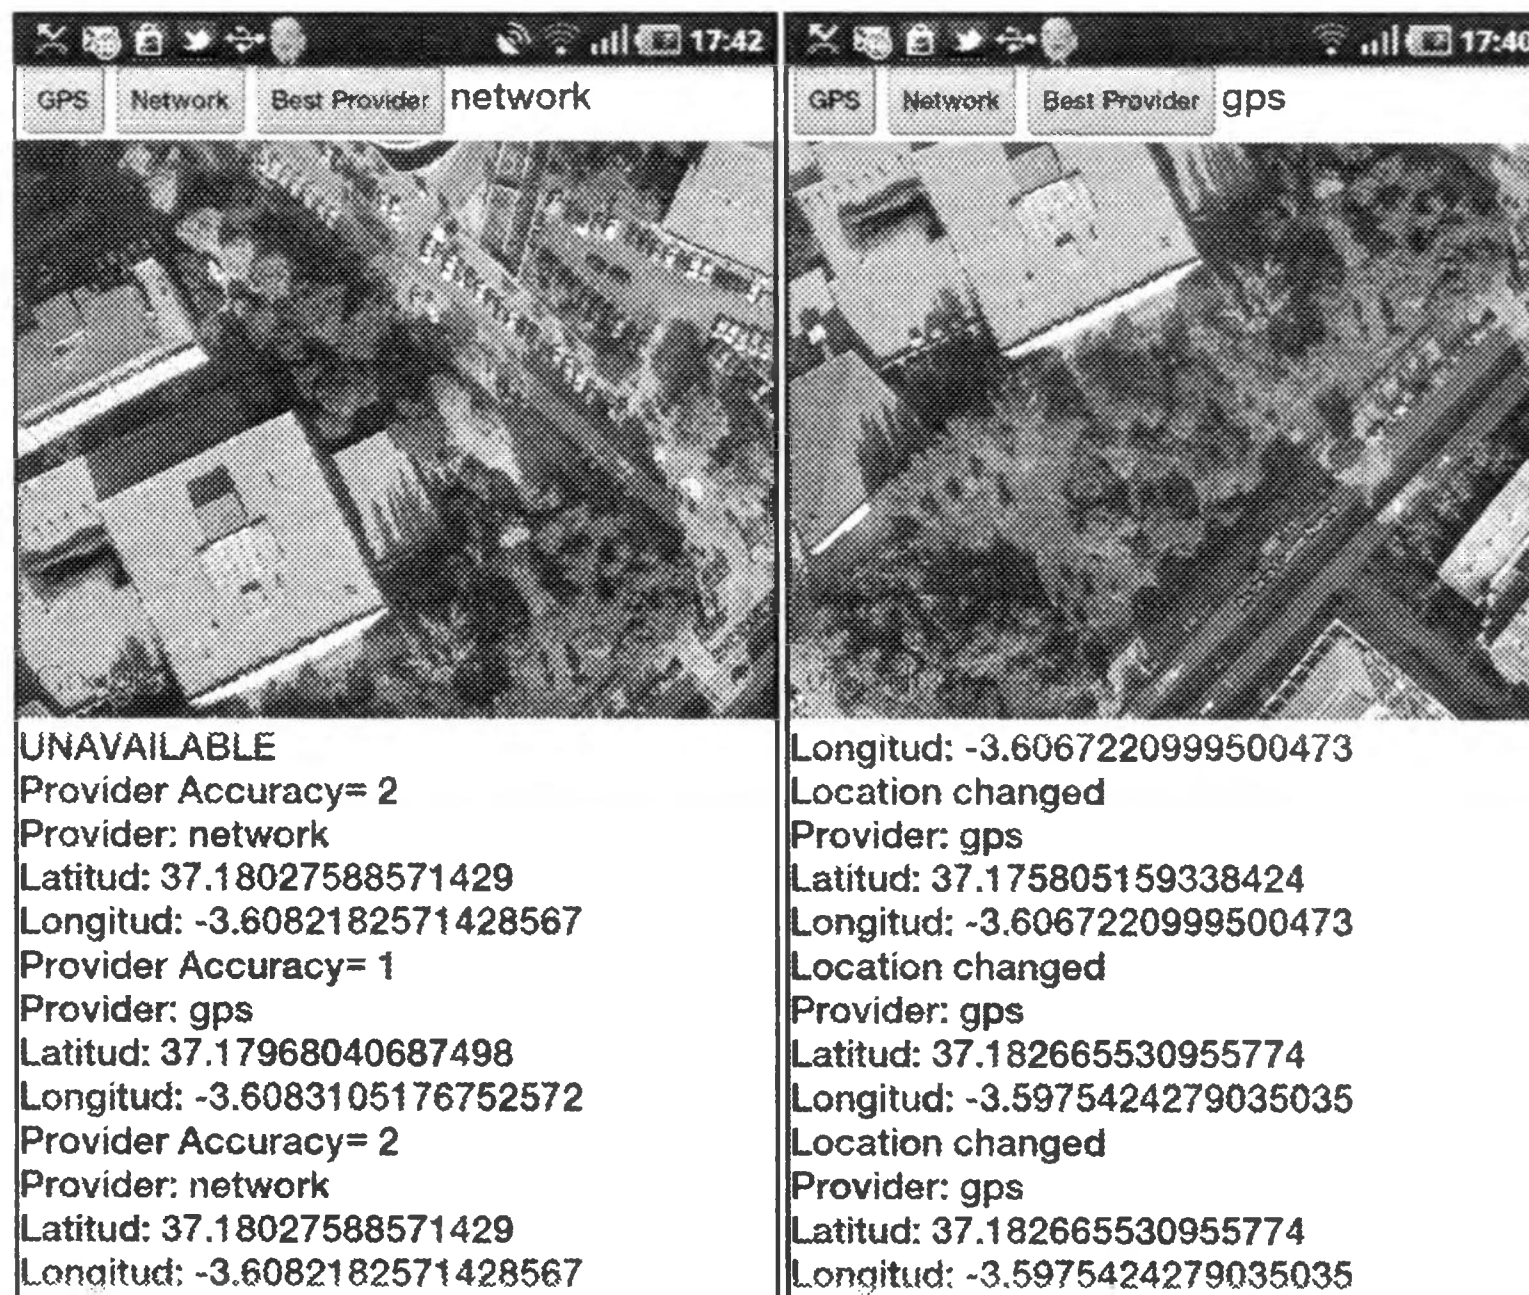 17:42
GPS Network Best Provider network
UNAVAILABLE
Provider Accuracy= 2
Provider: network
Latitud: 37.18027588571429
Longitud: -3.6082182571428567
Provider Accuracy= 1
Provider: gps
Latitud: 37.17968040687498
Longitud: -3.6083105176752572
Provider Accuracy= 2
Provider: network
Latitud: 37.18027588571429
Longitud: -3.6082182571428567
17:40
GPS Network Best Provider gps
Longitud: -3.6067220999500473
Location changed
Provider: gps
Latitud: 37.175805159338424
Longitud: -3.6067220999500473
Location changed
Provider: gps
Latitud: 37.182665530955774
Longitud: -3.5975424279035035
Location changed
Provider: gps
Latitud: 37.182665530955774
Longitud: -3.5975424279035035